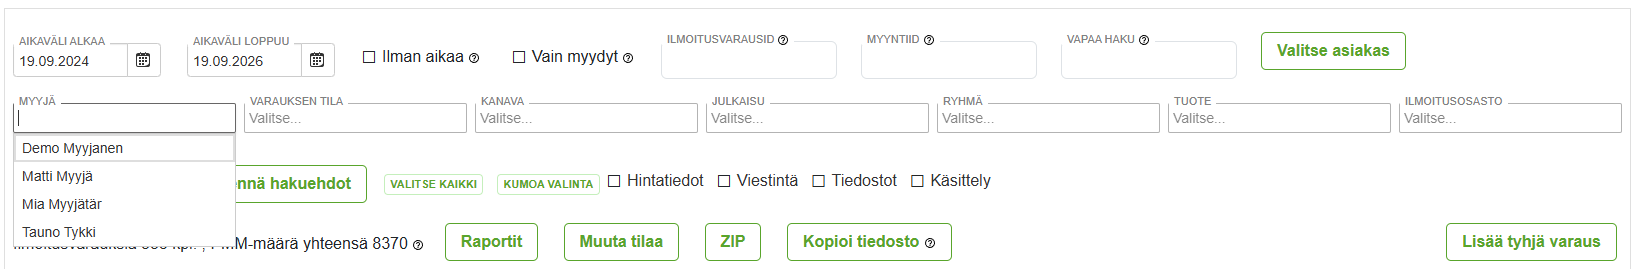 AIKAVÄLI ALKAA AIKAVÄLI LOPPUU ILMOITUSVARAUSID MYYNTIID VAPAA HAKU
19.09.2024 19.09.2026 Ilman aikaa Vain myydyt Valitse asiakas
MYYJÄ VARAUKSEN TILA KANAVA JULKAISU RYHMÄ TUOTE ILMOITUSOSASTO
Valitse... Valitse... Valitse... Valitse... Valitse... Valitse...
Demo Myyjanen
Matti Myyjä
Mia Myyjätär
Tauno Tykki
hakuehdot VALITSE KAIKKI KUMOA VALINTA Hintatiedot Viestintä Tiedostot Käsittely
yhteensä 8370 Raportit Muuta tilaa ZIP Kopioi tiedosto Lisää tyhjä varaus